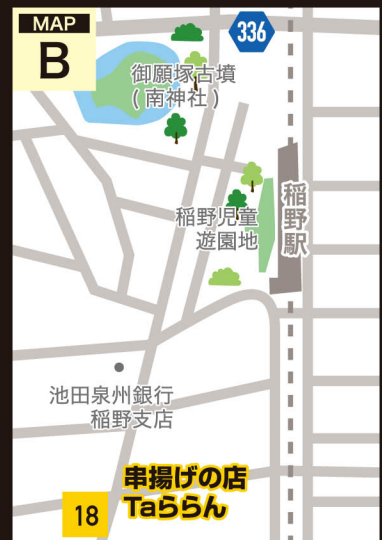 MAP
B
336
御願塚古墳
(南神社)
稲野児童
遊園地
稲野駅
池田泉州銀行
稲野支店
串揚げの店
Taららん
18